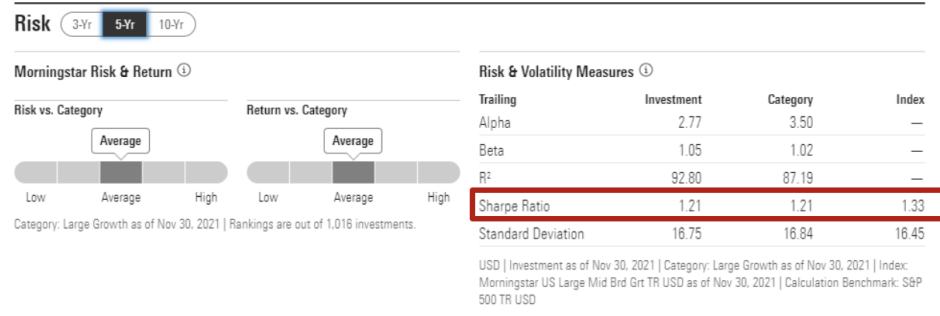 Risk 3-Yr 5-Yr 10-Yr
Morningstar Risk & Return ⓘ
Risk vs. Category
Average
Low Average High
Return vs. Category
Average
Low Average High
Category: Large Growth as of Nov 30, 2021 | Rankings are out of 1,016 investments.
Risk & Volatility Measures ⓘ
Trailing Investment Category Index
Alpha 2.77 3.50 —
Beta 1.05 1.02 —
R² 92.80 87.19 —
Sharpe Ratio 1.21 1.21 1.33
Standard Deviation 16.75 16.84 16.45
USD | Investment as of Nov 30, 2021 | Category: Large Growth as of Nov 30, 2021 | Index:
Morningstar US Large Mid Brd Grt TR USD as of Nov 30, 2021 | Calculation Benchmark: S&P
500 TR USD